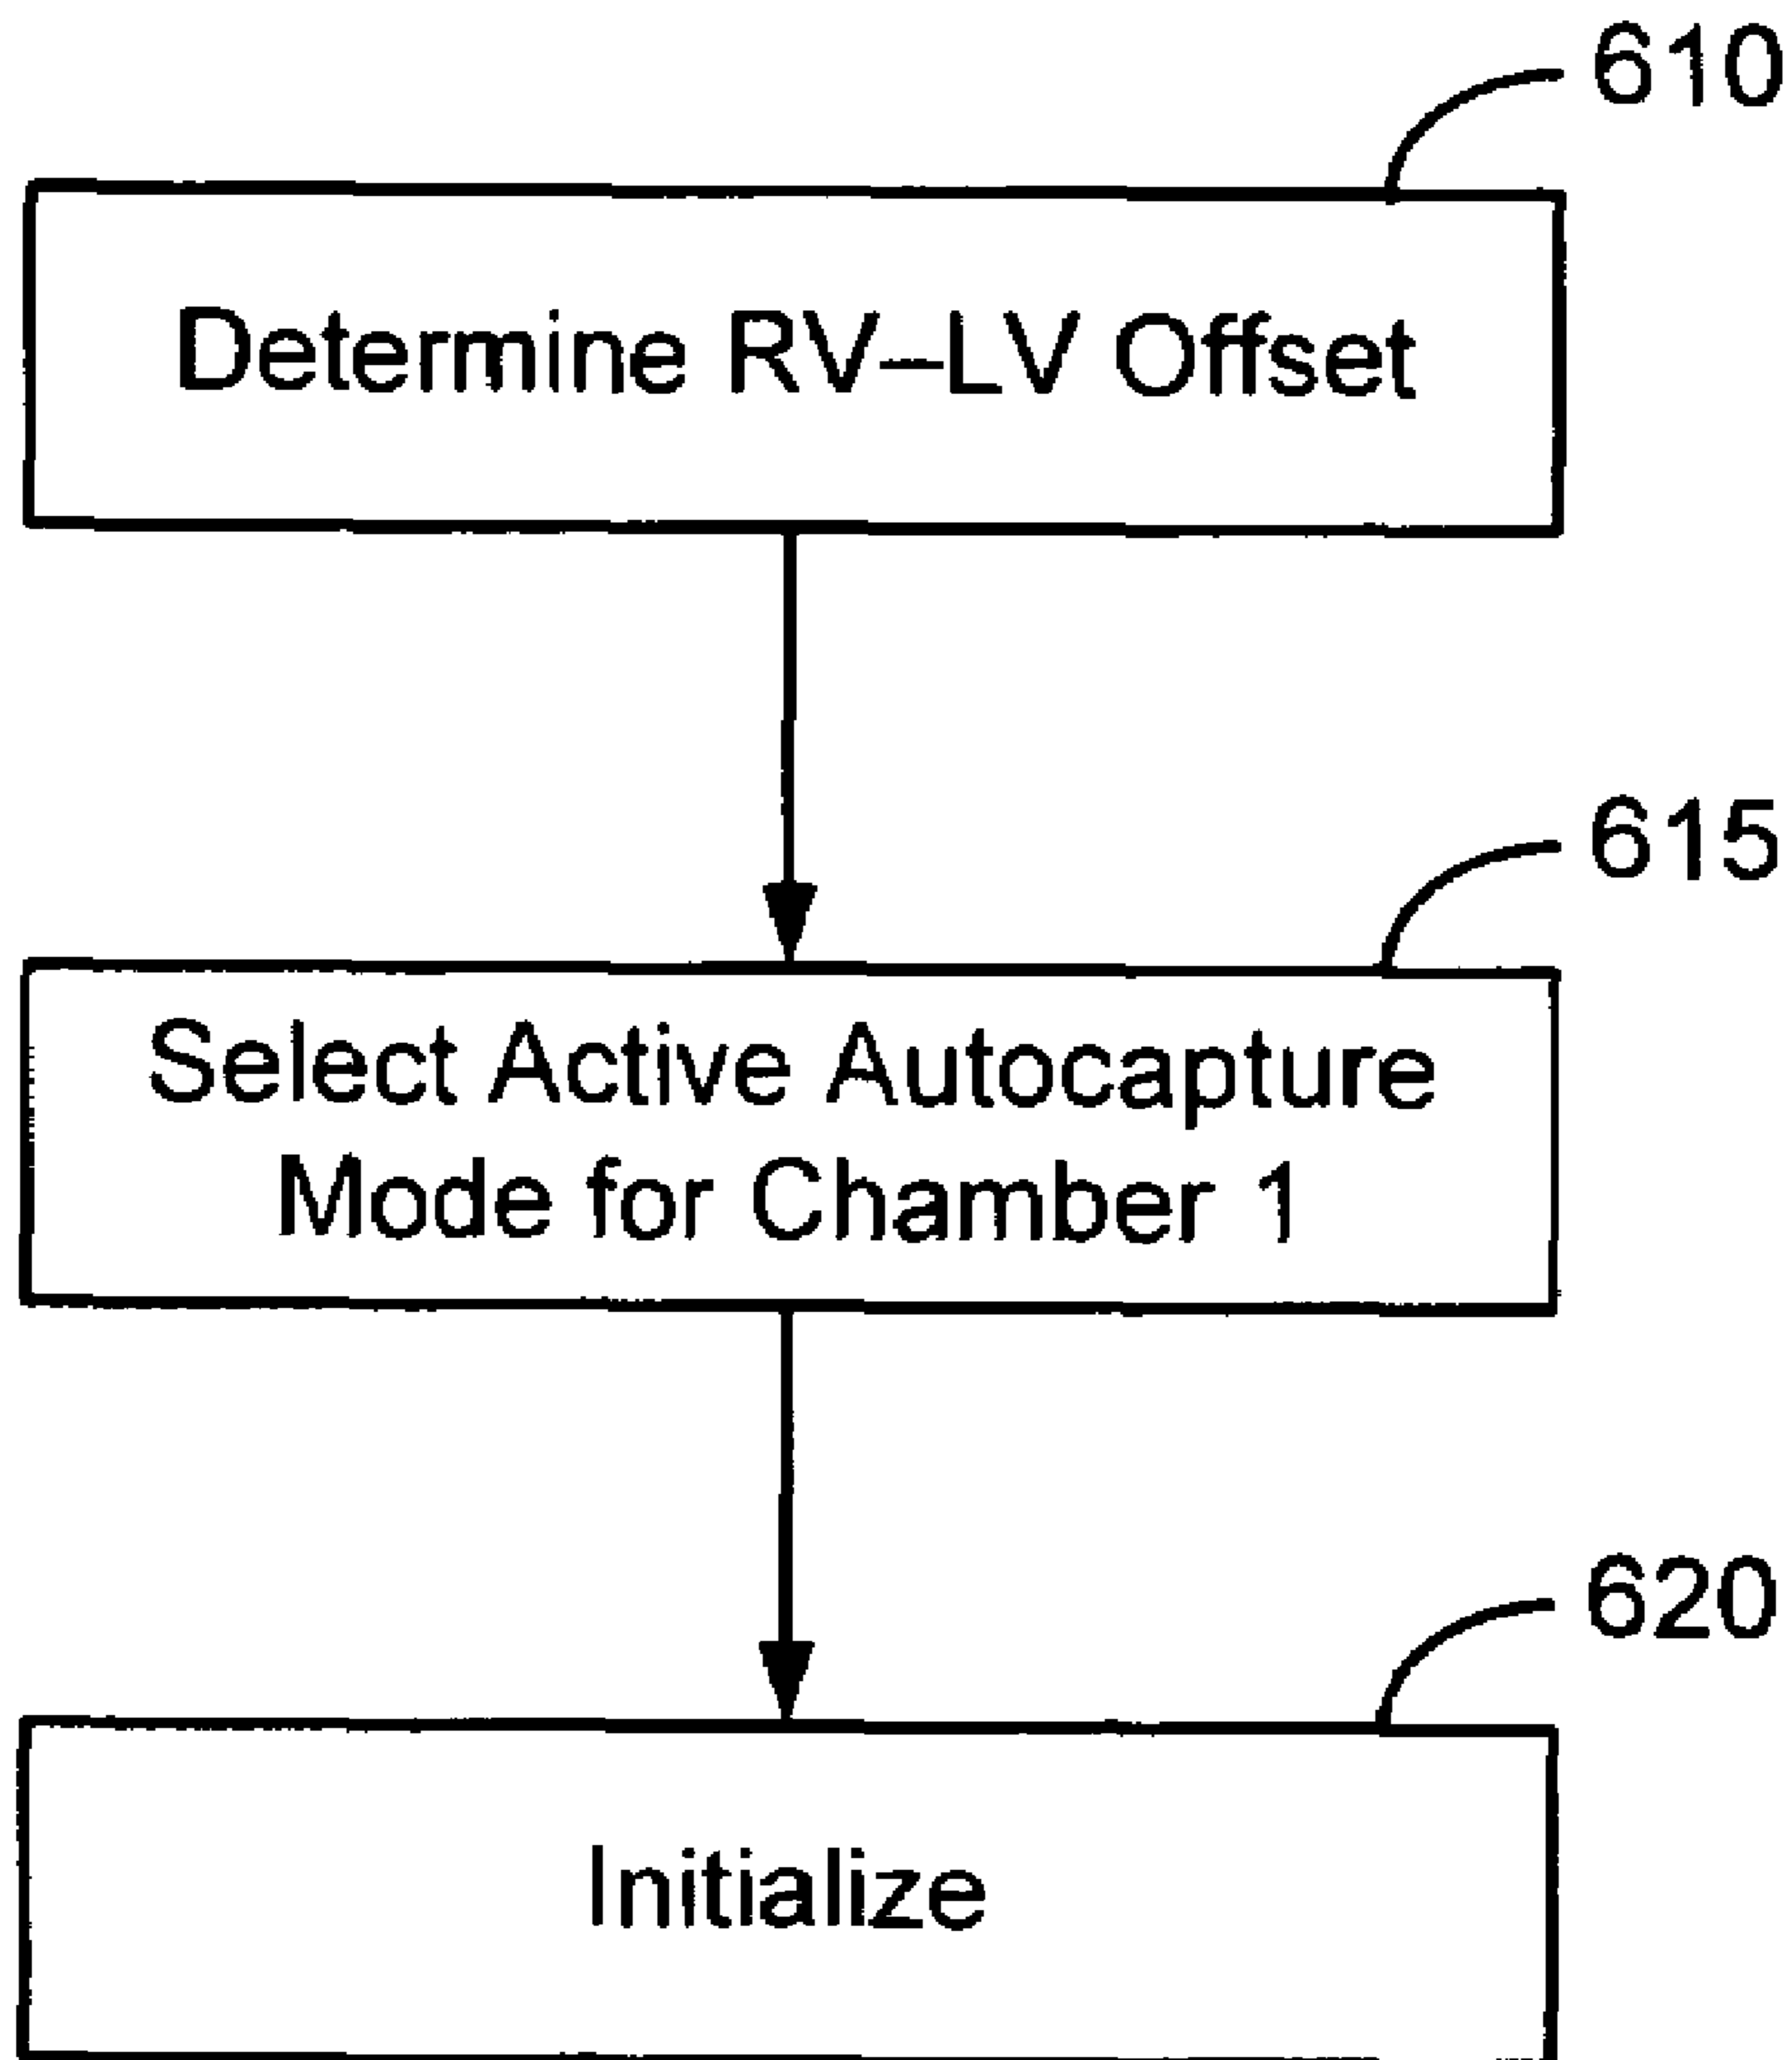 610
Determine RV–LV Offset
615
Select Active Autocapture
Mode for Chamber 1
620
Initialize